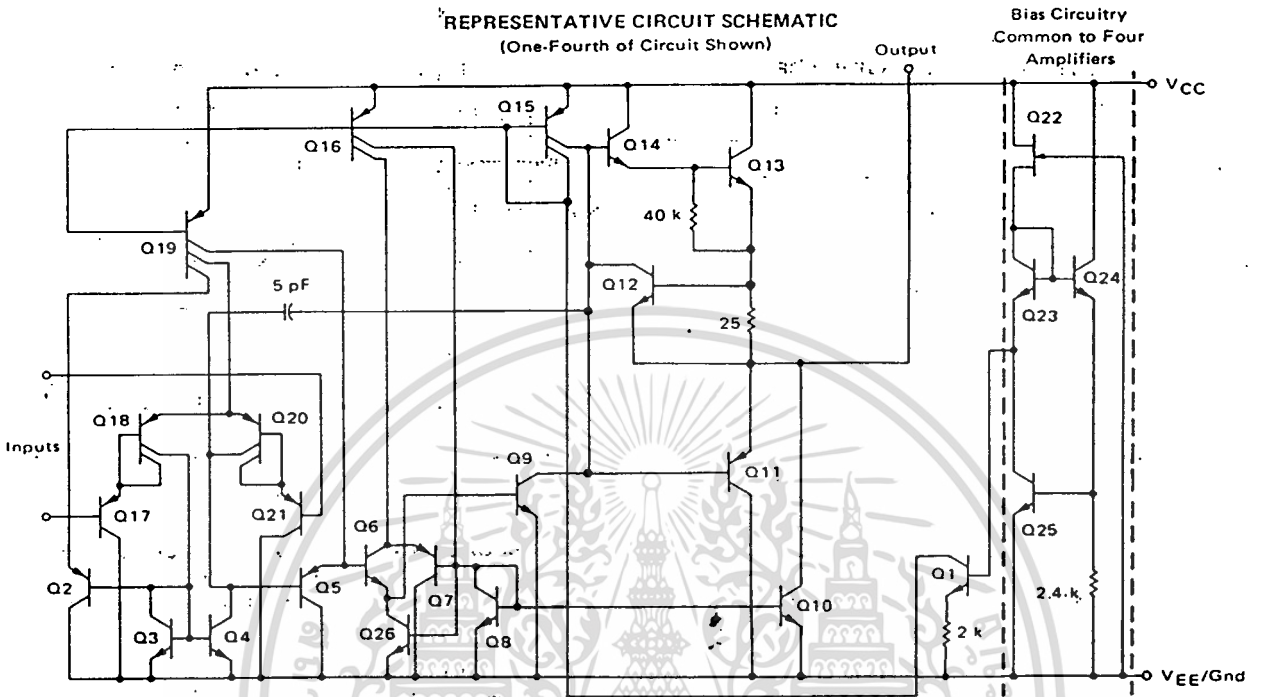 REPRESENTATIVE CIRCUIT SCHEMATIC
(One-Fourth of Circuit Shown)
Bias Circuitry
Common to Four
Amplifiers
Output
VCC
Q22
Q15
Q16
Q14
Q13
40 k
Q19
Q12
Q24
5 pF
Q23
25
Q18
Q20
Inputs
Q9
Q11
Q17
Q21
Q6
Q25
Q2
Q5
Q7
Q1
Q10
2.4 k
Q3
Q4
Q26
Q8
2 k
VEE/Gnd